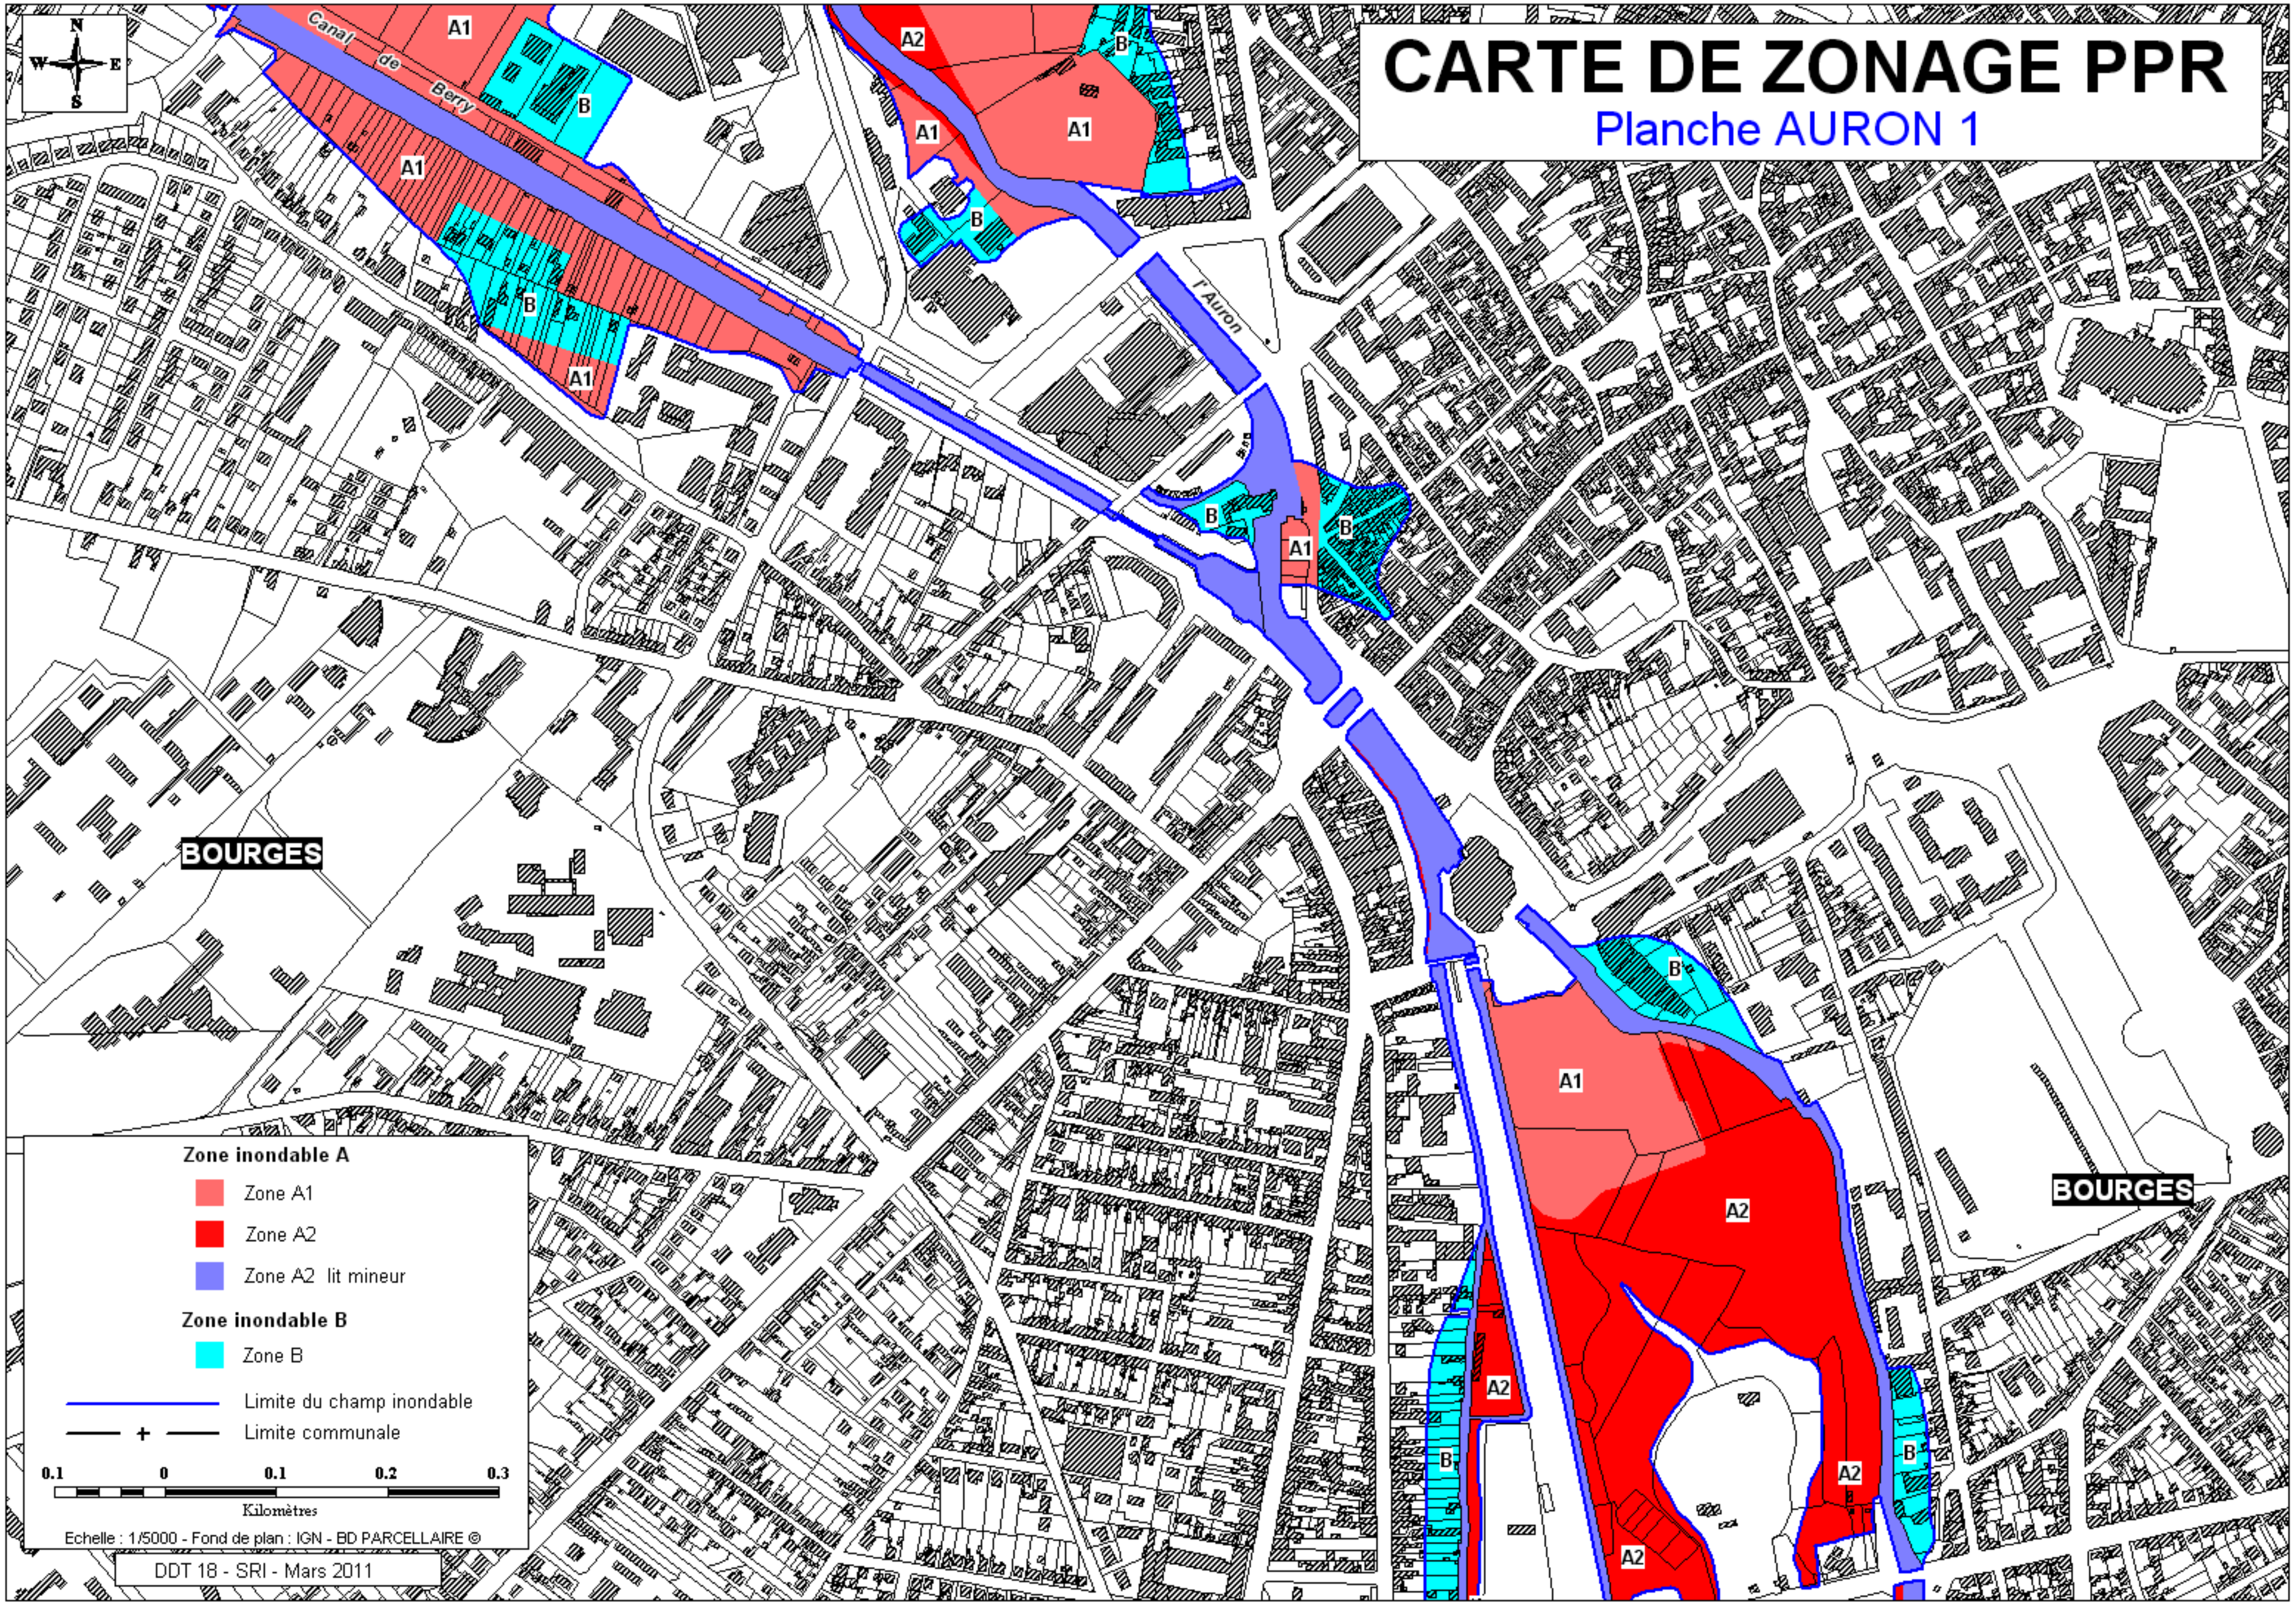 N
W E
S
CARTE DE ZONAGE PPR
Planche AURON 1
Canal
de
Berry
l'Auron
A1
B
A2
B
A1
A1
A1
B
B
A1
B
B
A1
BOURGES
B
A1
A2
BOURGES
A2
B
B
A2
A2
Zone inondable A
Zone A1
Zone A2
Zone A2 lit mineur
Zone inondable B
Zone B
Limite du champ inondable
Limite communale
0.1 0 0.1 0.2 0.3
Kilomètres
Echelle : 1/5000 - Fond de plan : IGN - BD PARCELLAIRE ©
DDT 18 - SRI - Mars 2011